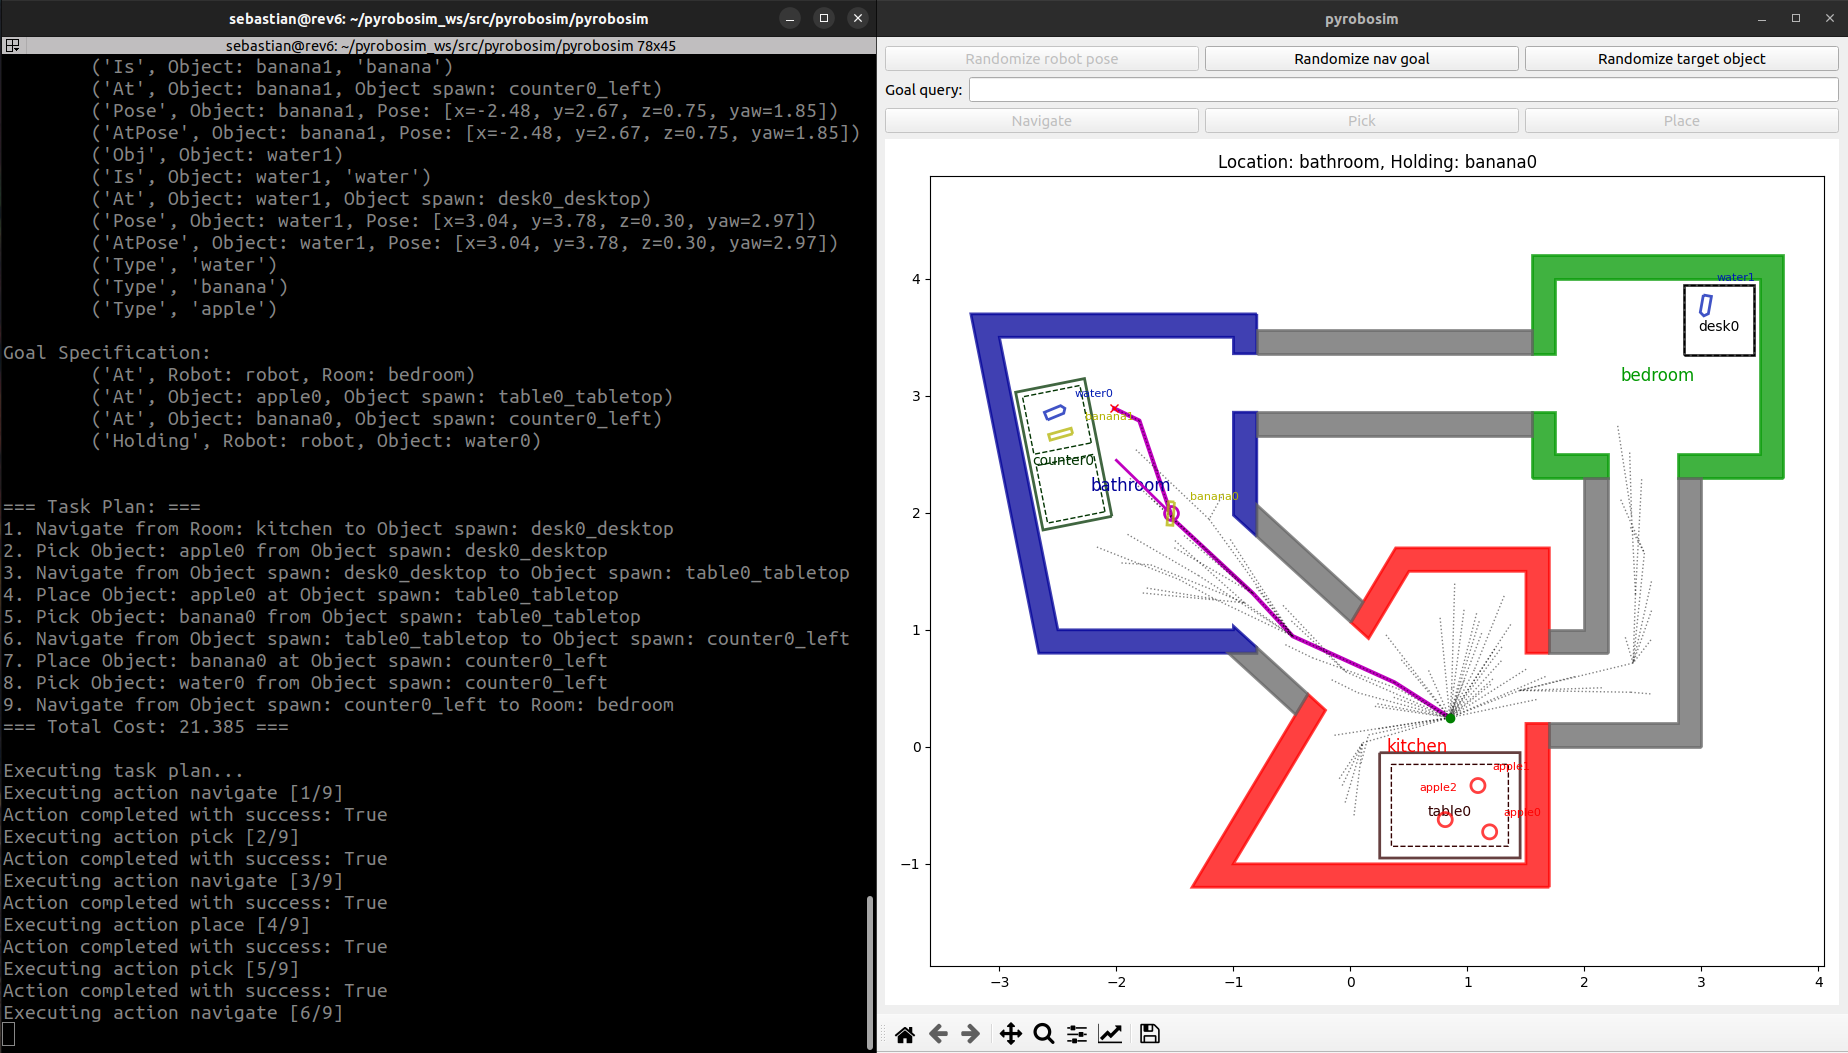 sebastian@rev6: ~/pyrobosim_ws/src/pyrobosim/pyrobosim
sebastian@rev6: ~/pyrobosim_ws/src/pyrobosim/pyrobosim 78x45
('Is', Object: banana1, 'banana')
('At', Object: banana1, Object spawn: counter0_left)
('Pose', Object: banana1, Pose: [x=-2.48, y=2.67, z=0.75, yaw=1.85])
('AtPose', Object: banana1, Pose: [x=-2.48, y=2.67, z=0.75, yaw=1.85])
('Obj', Object: water1)
('Is', Object: water1, 'water')
('At', Object: water1, Object spawn: desk0_desktop)
('Pose', Object: water1, Pose: [x=3.04, y=3.78, z=0.30, yaw=2.97])
('AtPose', Object: water1, Pose: [x=3.04, y=3.78, z=0.30, yaw=2.97])
('Type', 'water')
('Type', 'banana')
('Type', 'apple')
Goal Specification:
('At', Robot: robot, Room: bedroom)
('At', Object: apple0, Object spawn: table0_tabletop)
('At', Object: banana0, Object spawn: counter0_left)
('Holding', Robot: robot, Object: water0)
=== Task Plan: ===
1. Navigate from Room: kitchen to Object spawn: desk0_desktop
2. Pick Object: apple0 from Object spawn: desk0_desktop
3. Navigate from Object spawn: desk0_desktop to Object spawn: table0_tabletop
4. Place Object: apple0 at Object spawn: table0_tabletop
5. Pick Object: banana0 from Object spawn: table0_tabletop
6. Navigate from Object spawn: table0_tabletop to Object spawn: counter0_left
7. Place Object: banana0 at Object spawn: counter0_left
8. Pick Object: water0 from Object spawn: counter0_left
9. Navigate from Object spawn: counter0_left to Room: bedroom
=== Total Cost: 21.385 ===
Executing task plan...
Executing action navigate [1/9]
Action completed with success: True
Executing action pick [2/9]
Action completed with success: True
Executing action navigate [3/9]
Action completed with success: True
Executing action place [4/9]
Action completed with success: True
Executing action pick [5/9]
Action completed with success: True
Executing action navigate [6/9]
pyrobosim
Randomize robot pose
Randomize nav goal
Randomize target object
Goal query:
Navigate
Pick
Place
Location: bathroom, Holding: banana0
4
3
2
1
0
−1
−3
−2
−1
0
1
2
3
4
water1
desk0
bedroom
water0
banana1
counter0
bathroom
banana0
kitchen
apple1
apple2
table0
apple0